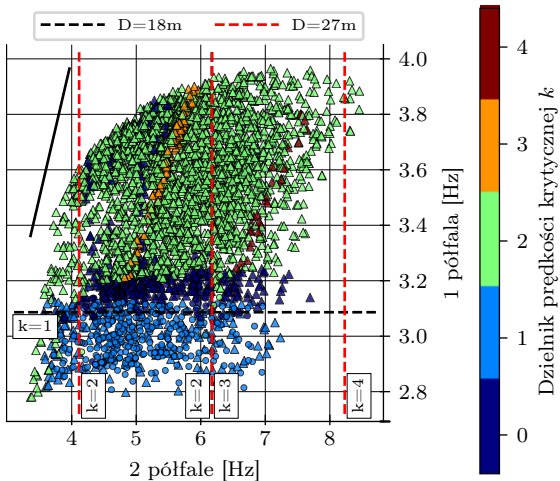 D=18m D=27m
4.0
3.8
3.6
3.4
3.2
3.0
2.8
1 półfala [Hz]
k=1
k=2
k=2
k=3
k=4
4 5 6 7 8
2 półfale [Hz]
4
3
2
1
0
Dzielnik prędkości krytycznej k